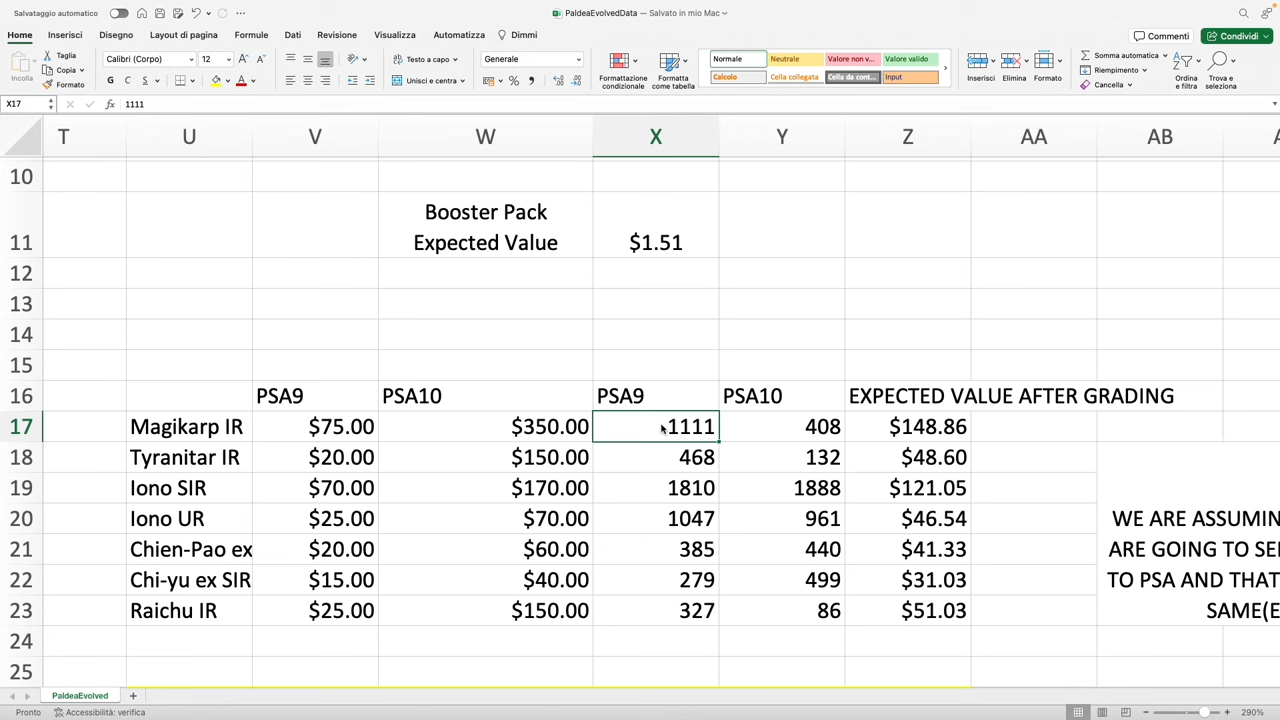 Salvataggio automatico
PaldeaEvolvedData — Salvato in mio Mac
Home Inserisci Disegno Layout di pagina Formule Dati Revisione Visualizza Automatizza Dimmi
Commenti Condividi
Incolla Taglia Copia Formato
Calibri (Corpo) 12
G C S A
Testo a capo
Unisci e centra
Generale
Formattazione condizionale
Formatta come tabella
Normale Neutrale Valore non v... Valore valido
Calcolo Cella collegata Cella da cont... Input
Inserisci Elimina Formato
Somma automatica
Riempimento
Cancella
Ordina e filtra
Trova e seleziona
X17 fx 1111
T U V W X Y Z AA AB
10
Booster Pack
11 Expected Value $1.51
12
13
14
15
16 PSA9 PSA10 PSA9 PSA10 EXPECTED VALUE AFTER GRADING
17 Magikarp IR $75.00 $350.00 1111 408 $148.86
18 Tyranitar IR $20.00 $150.00 468 132 $48.60
19 Iono SIR $70.00 $170.00 1810 1888 $121.05
20 Iono UR $25.00 $70.00 1047 961 $46.54 WE ARE ASSUMIN
21 Chien-Pao ex $20.00 $60.00 385 440 $41.33 ARE GOING TO SE
22 Chi-yu ex SIR $15.00 $40.00 279 499 $31.03 TO PSA AND THAT
23 Raichu IR $25.00 $150.00 327 86 $51.03 SAME(E
24
25
PaldeaEvolved
Pronto Accessibilità: verifica 290%